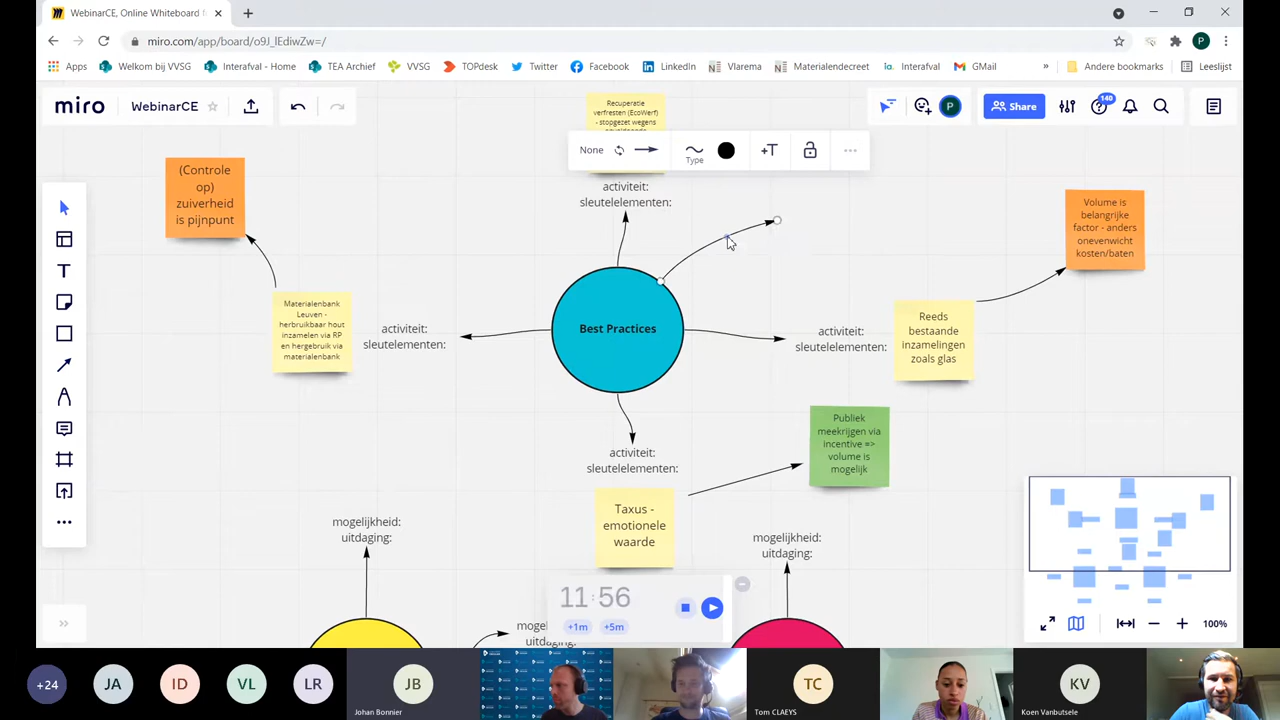 WebinarCE, Online Whiteboard f
miro.com/app/board/o9J_lEdiwZw=/
P
Apps
Welkom bij VVSG
Interafval - Home
TEA Archief
VVSG
TOPdesk
Twitter
Facebook
LinkedIn
Vlarems
Materialendecreet
Interafval
GMail
»
Andere bookmarks
Leeslijst
miro
WebinarCE
P
Share
140
None
Type
+T
Recuperatie
verfresten (EcoWerf)
- stopgezet wegens
activiteit:
sleutelelementen:
(Controle
op)
zuiverheid
is pijnpunt
Volume is
belangrijke
factor - anders
onevenwicht
kosten/baten
Materialenbank
Leuven -
herbruikbaar hout
inzamelen via RP
en hergebruik via
materialenbank
activiteit:
sleutelelementen:
Best Practices
activiteit:
sleutelelementen:
Reeds
bestaande
inzamelingen
zoals glas
activiteit:
sleutelelementen:
Publiek
meekrijgen via
incentive =>
volume is
mogelijk
Taxus -
emotionele
waarde
mogelijkheid:
uitdaging:
mogelijkheid:
uitdaging:
11:56
+1m
+5m
100%
+24
JA
ID
VL
LR
JB
Johan Bonnier
TC
Tom CLAEYS
KV
Koen Vanbutsele